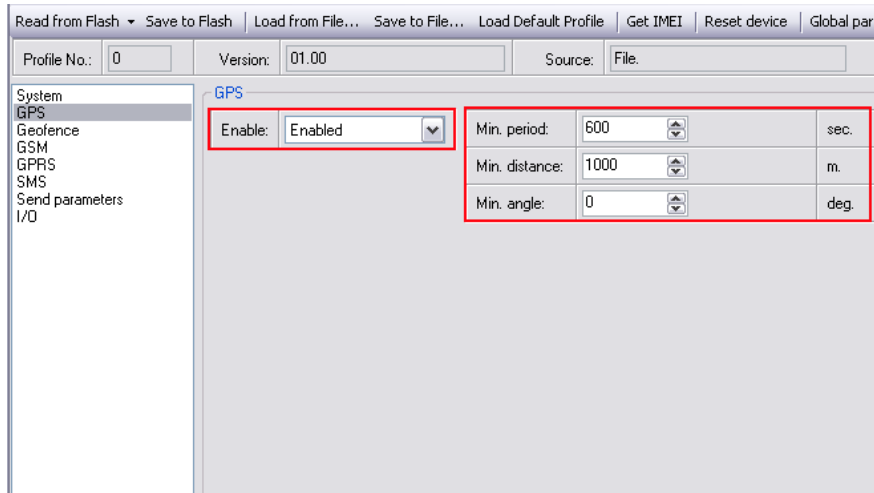 Read from Flash Save to Flash Load from File... Save to File... Load Default Profile Get IMEI Reset device Global par
Profile No.: 0 Version: 01.00 Source: File.
System
GPS
Geofence
GSM
GPRS
SMS
Send parameters
I/O
GPS
Enable: Enabled
Min. period: 600 sec.
Min. distance: 1000 m.
Min. angle: 0 deg.